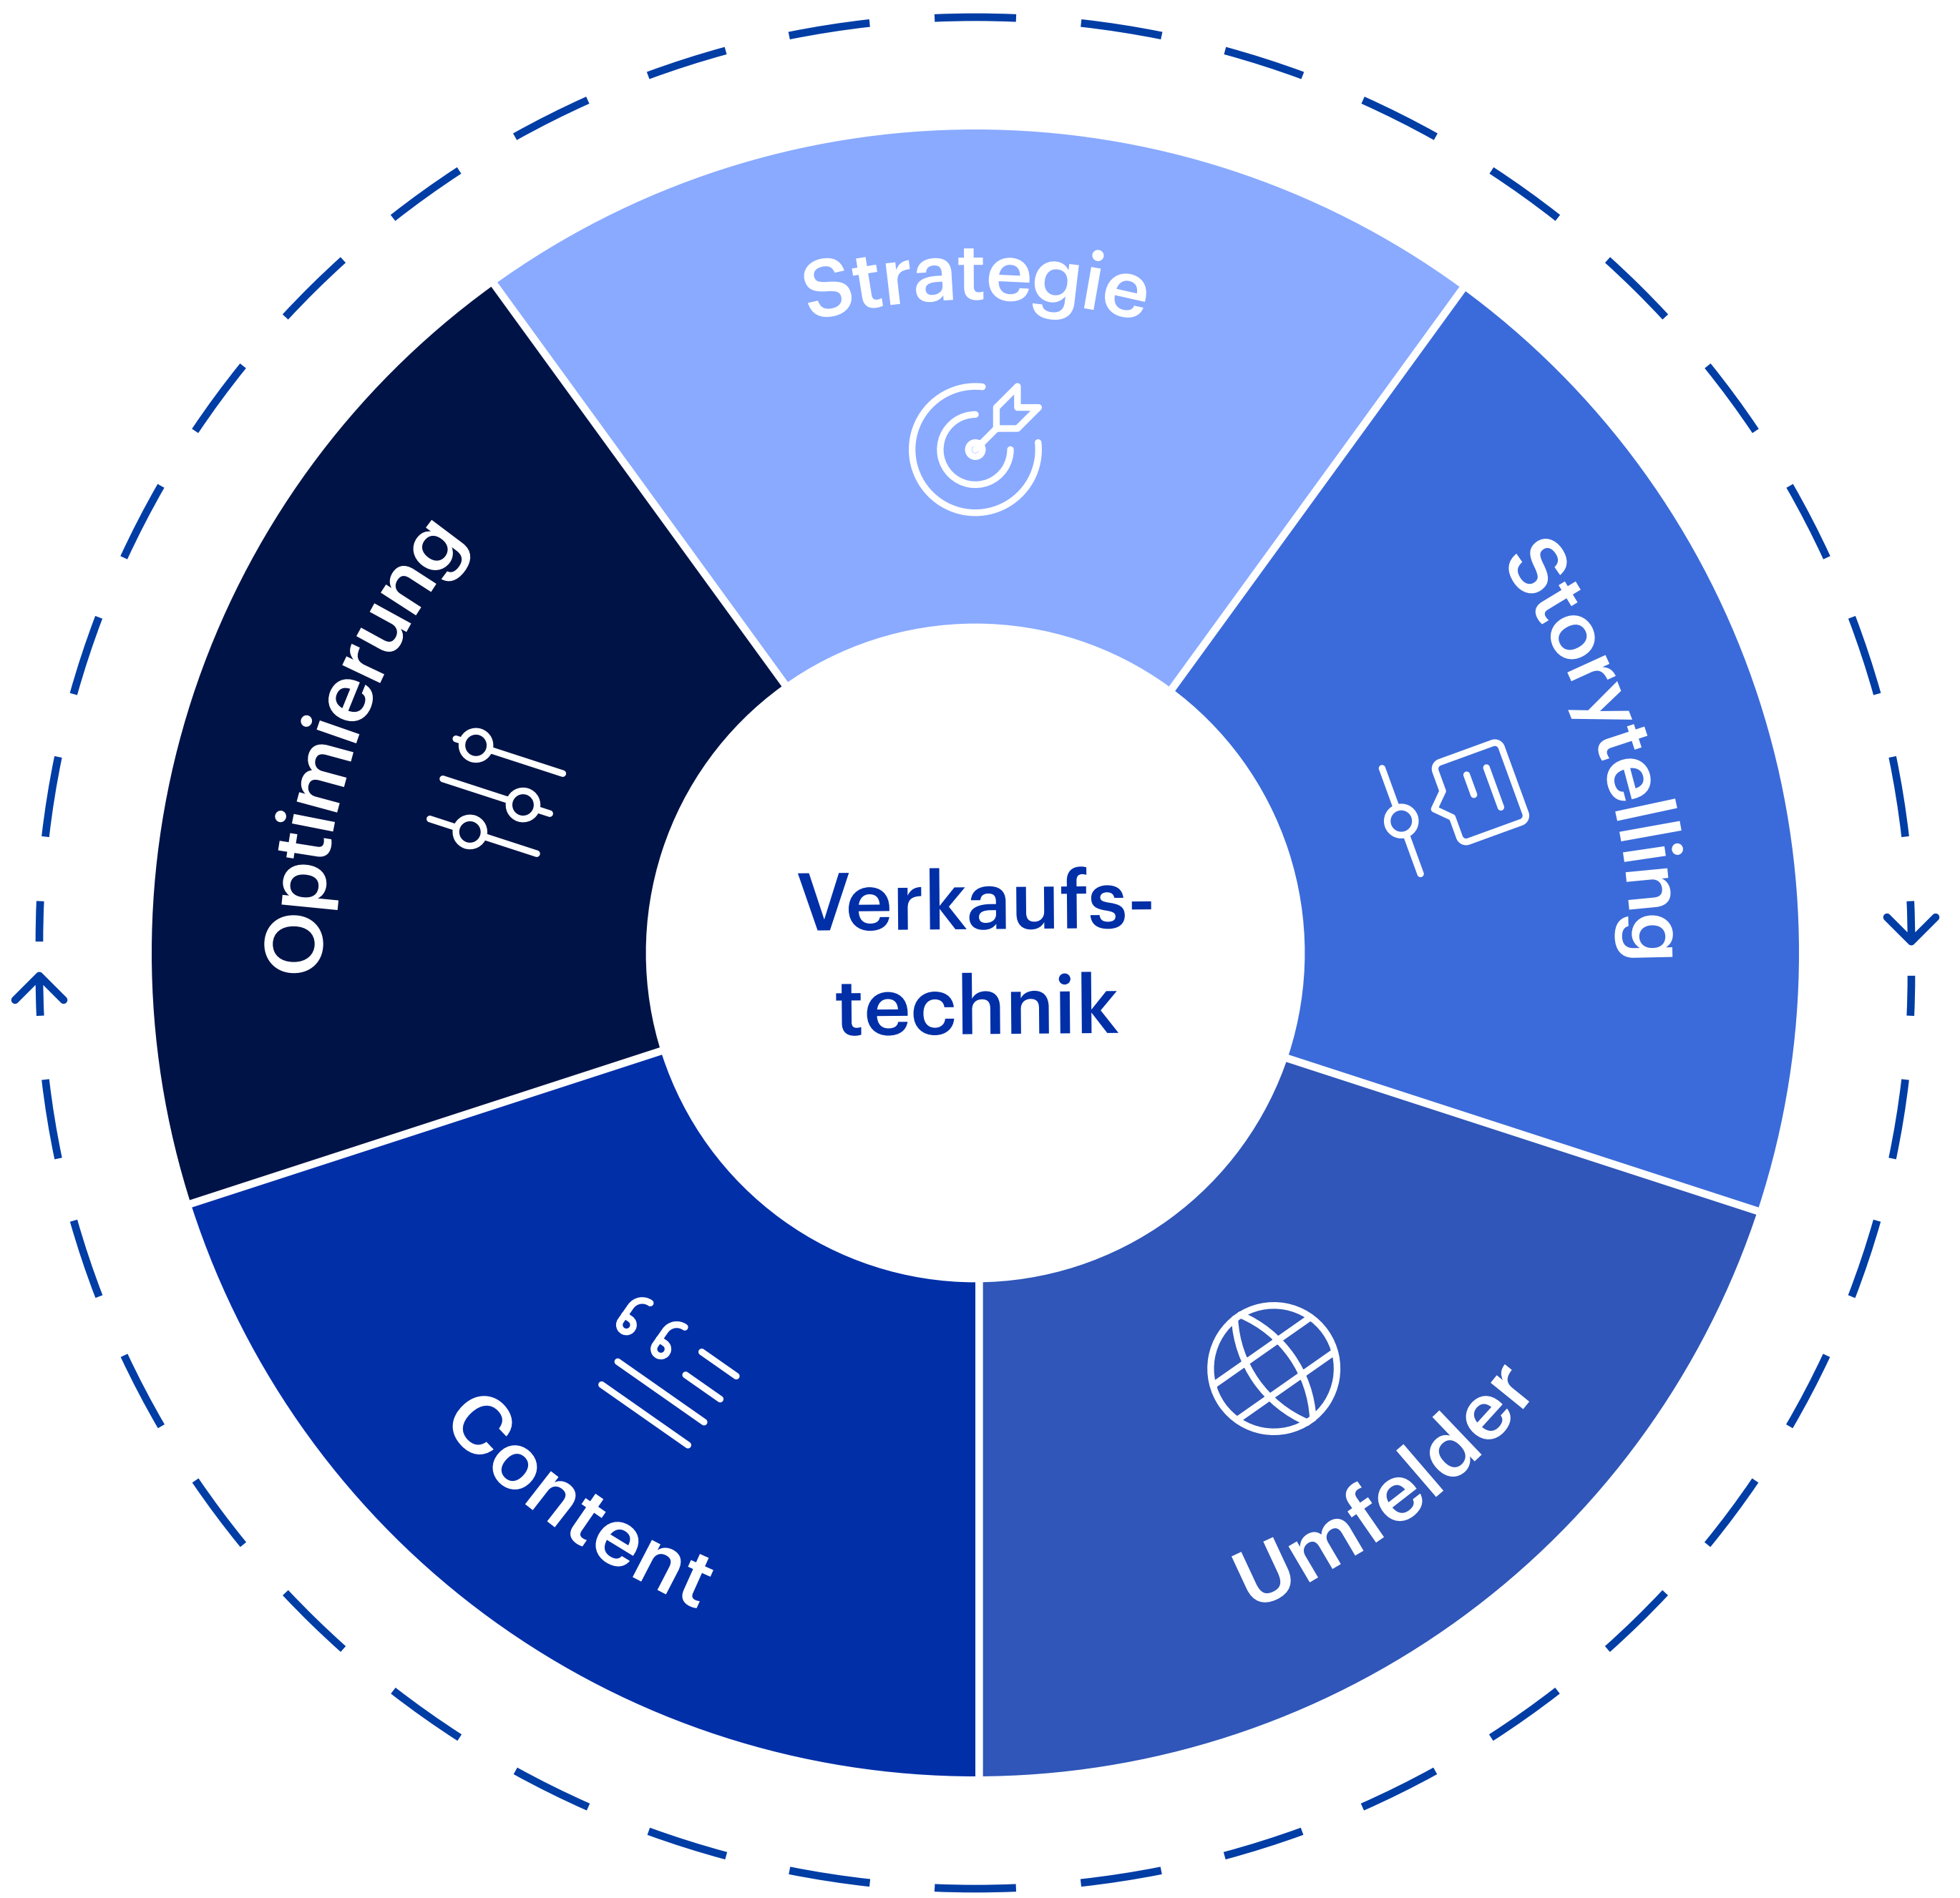 Strategie
Storytelling
Umfelder
Content
Optimierung
Verkaufs-
technik